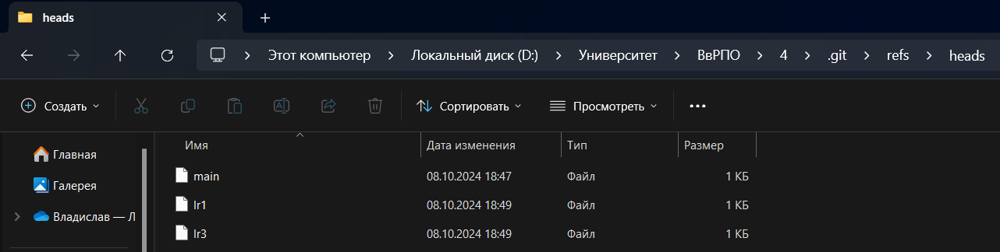 heads
Этот компьютер Локальный диск (D:) Университет ВвРПО 4 .git refs heads
Создать Сортировать Просмотреть
Имя Дата изменения Тип Размер
Главная
Галерея
Владислав — Л
main 08.10.2024 18:47 Файл 1 КБ
lr1 08.10.2024 18:49 Файл 1 КБ
lr3 08.10.2024 18:49 Файл 1 КБ